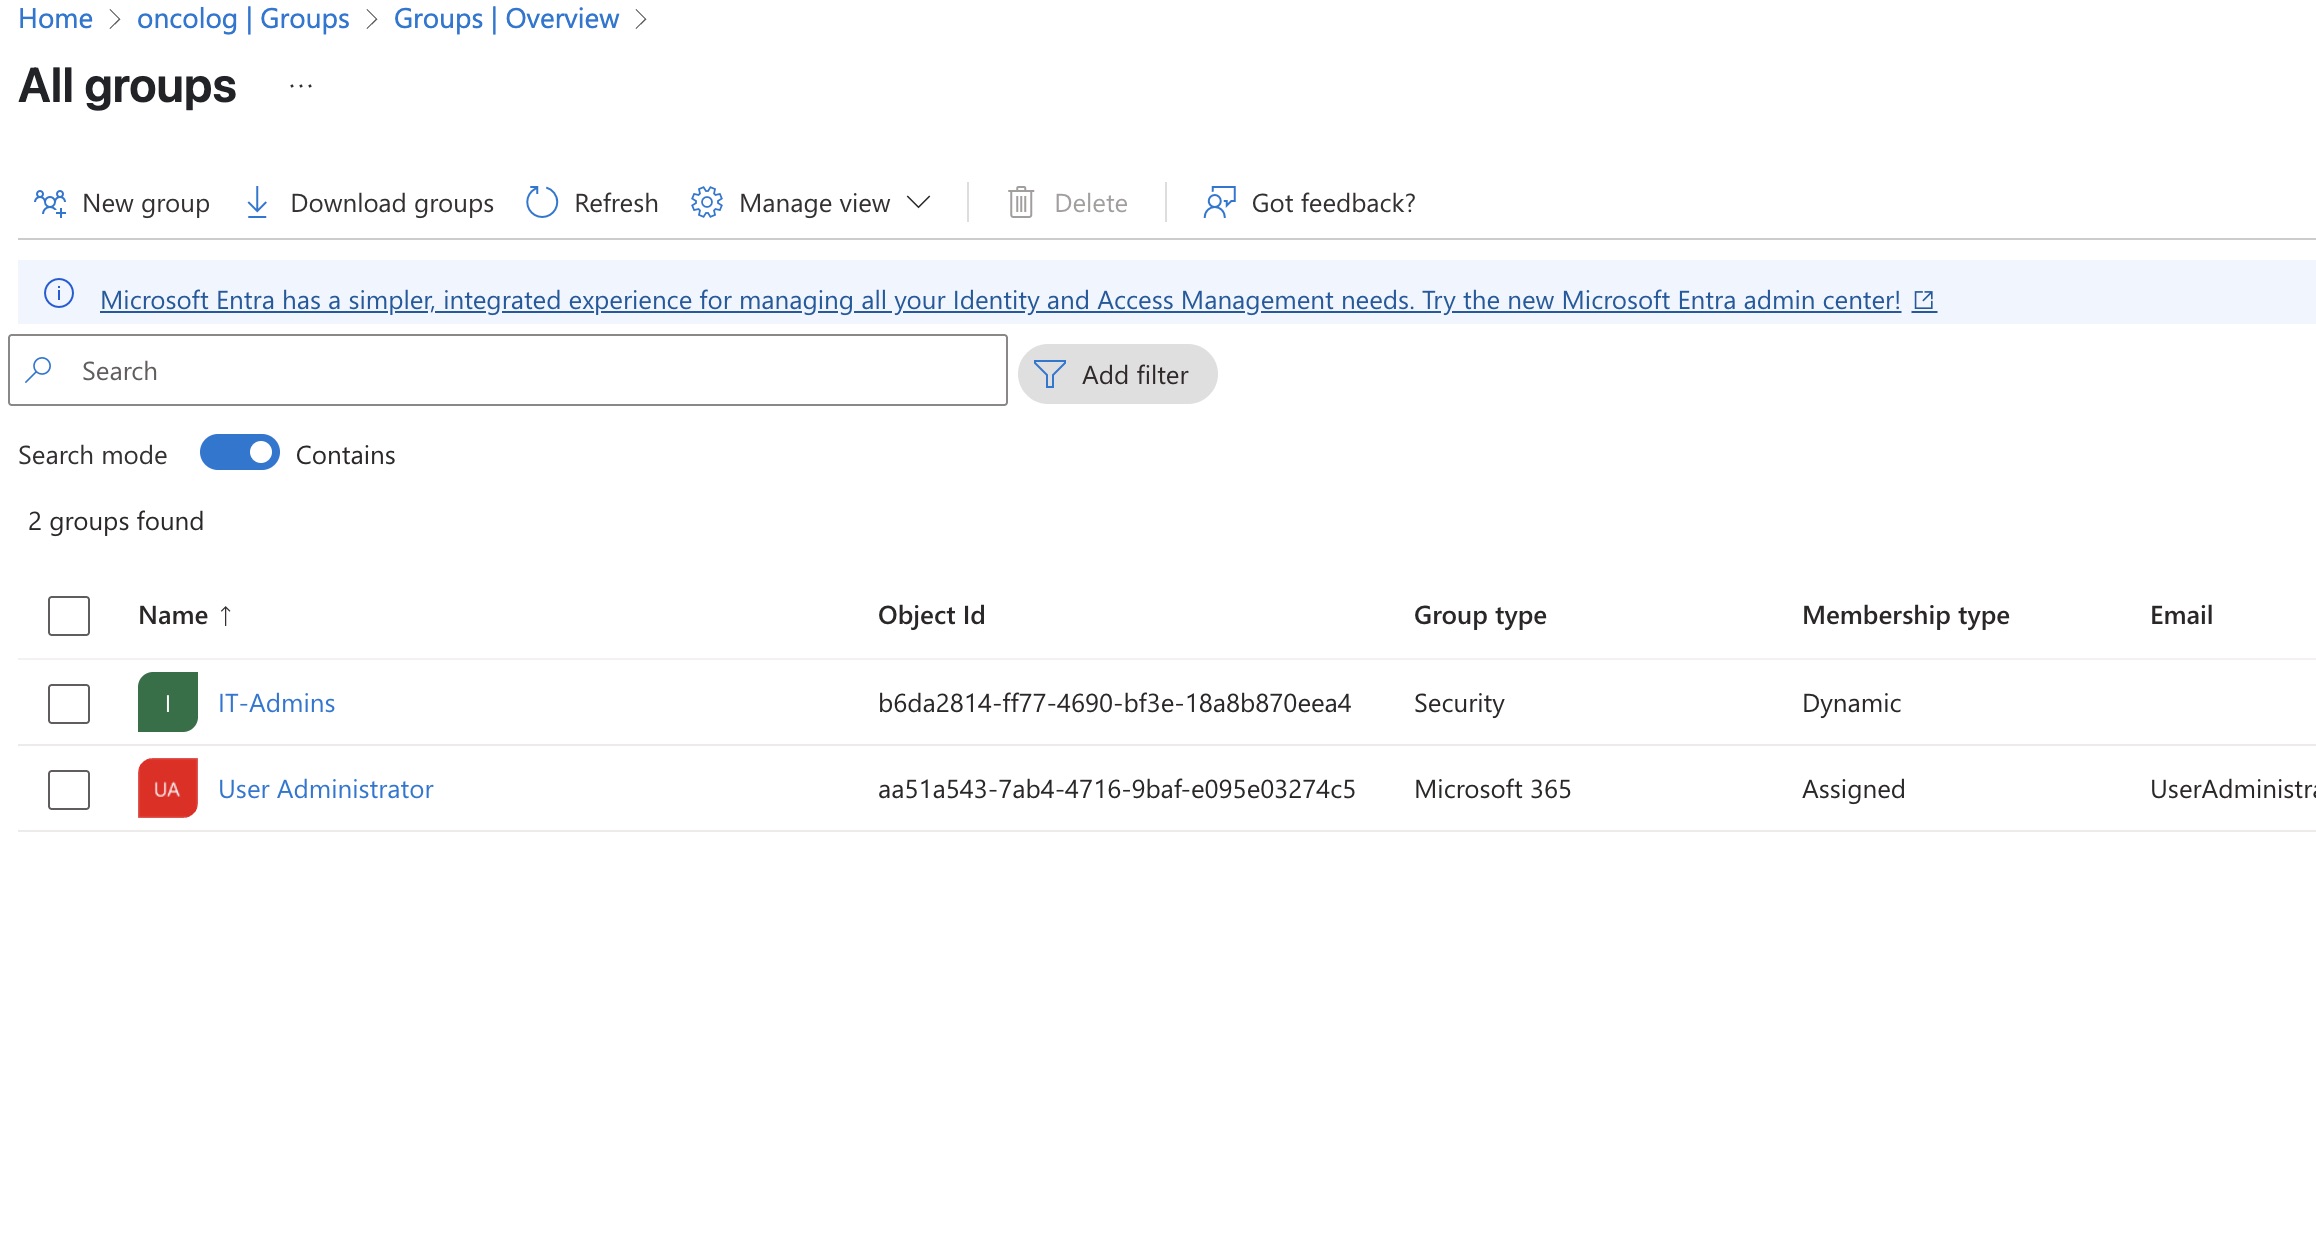 Home > oncolog | Groups > Groups | Overview >
All groups ...
New group Download groups Refresh Manage view Delete Got feedback?
Microsoft Entra has a simpler, integrated experience for managing all your Identity and Access Management needs. Try the new Microsoft Entra admin center!
Search Add filter
Search mode Contains
2 groups found
Name ↑ Object Id Group type Membership type Email
I IT-Admins b6da2814-ff77-4690-bf3e-18a8b870eea4 Security Dynamic
UA User Administrator aa51a543-7ab4-4716-9baf-e095e03274c5 Microsoft 365 Assigned UserAdministra